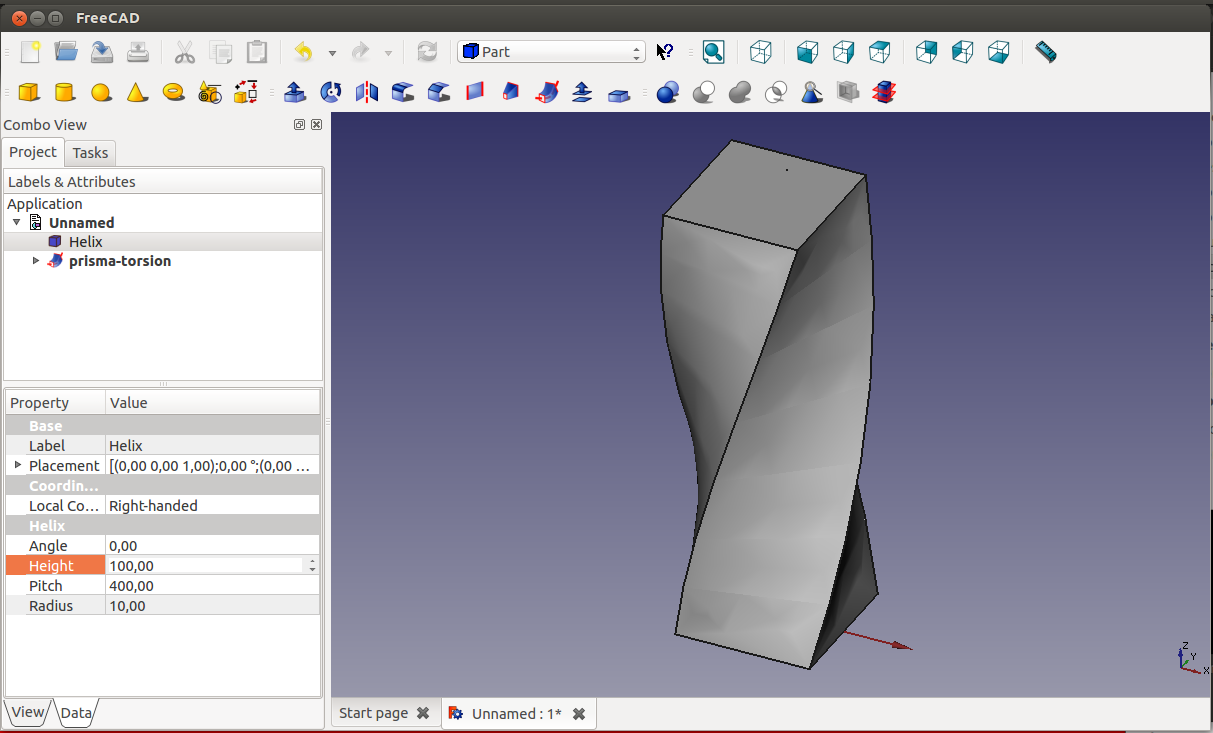 FreeCAD
Part
Combo View
Project Tasks
Labels & Attributes
Application
Unnamed
Helix
prisma-torsion
Property Value
Base
Label Helix
Placement [(0,00 0,00 1,00);0,00 °;(0,00 ...
Coordin...
Local Co... Right-handed
Helix
Angle 0,00
Height 100,00
Pitch 400,00
Radius 10,00
View Data
Start page Unnamed : 1*
Z
Y
X